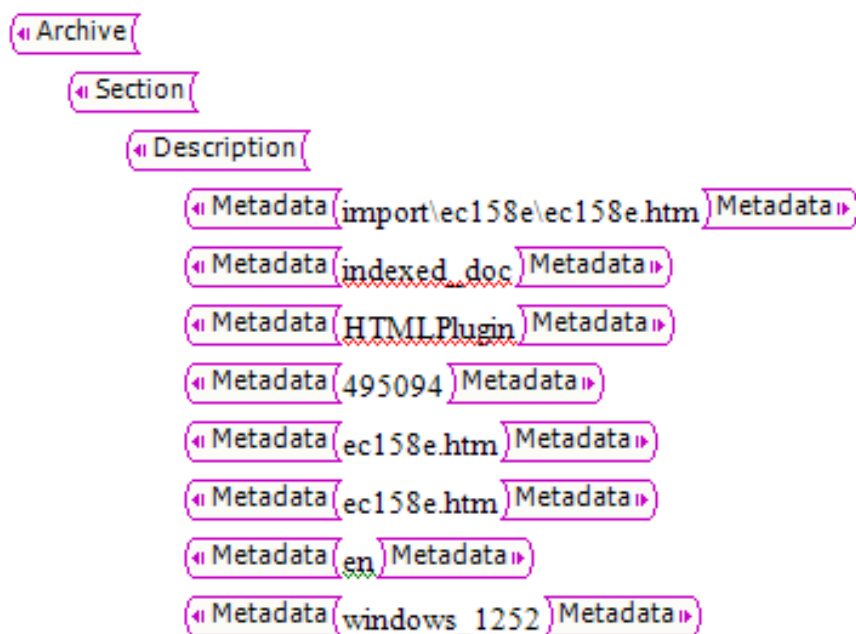 Archive
Section
Description
Metadata import\ec158e\ec158e.htm Metadata
Metadata indexed_doc Metadata
Metadata HTMLPlugin Metadata
Metadata 495094 Metadata
Metadata ec158e.htm Metadata
Metadata ec158e.htm Metadata
Metadata en Metadata
Metadata windows_1252 Metadata